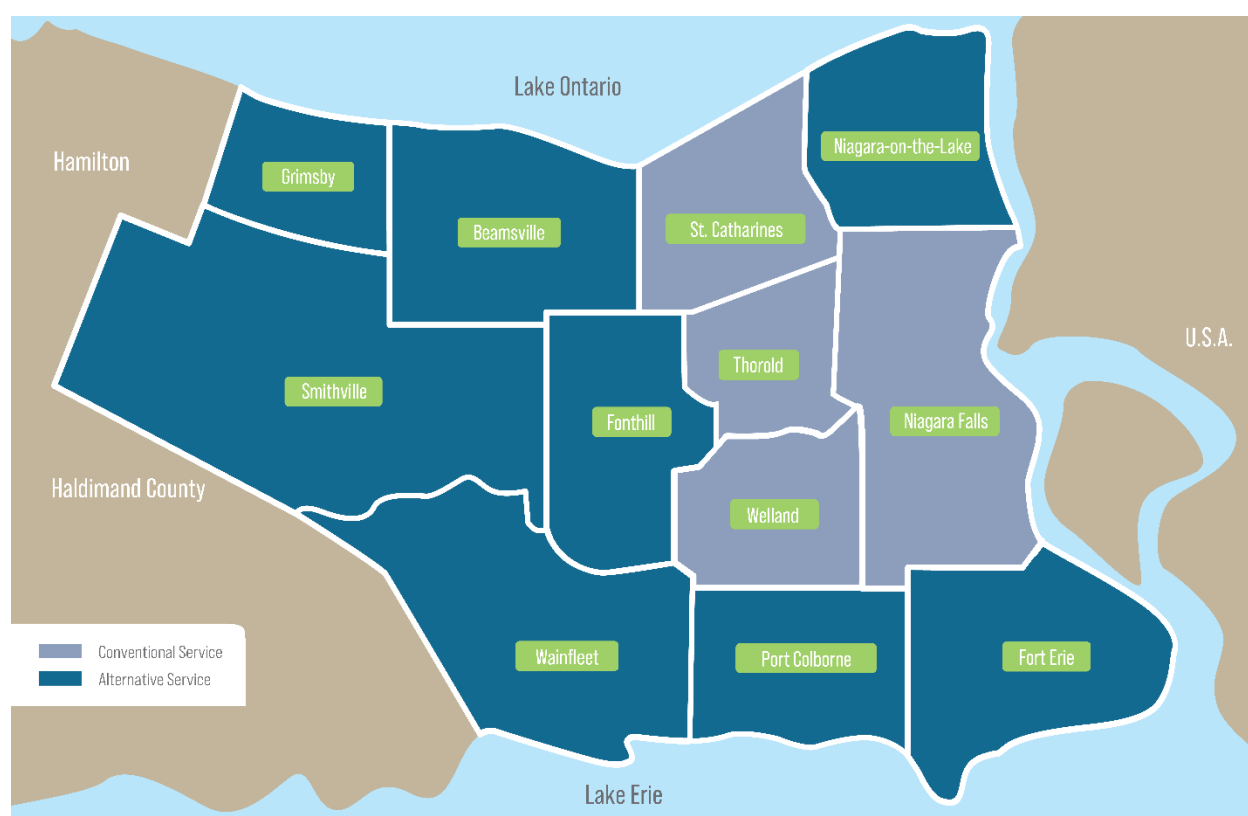 Lake Ontario
Niagara-on-the-Lake
Hamilton
Grimsby
Beamsville
St. Catharines
U.S.A.
Thorold
Smithville
Fonthill
Niagara Falls
Haldimand County
Welland
Conventional Service
Alternative Service
Wainfleet
Port Colborne
Fort Erie
Lake Erie